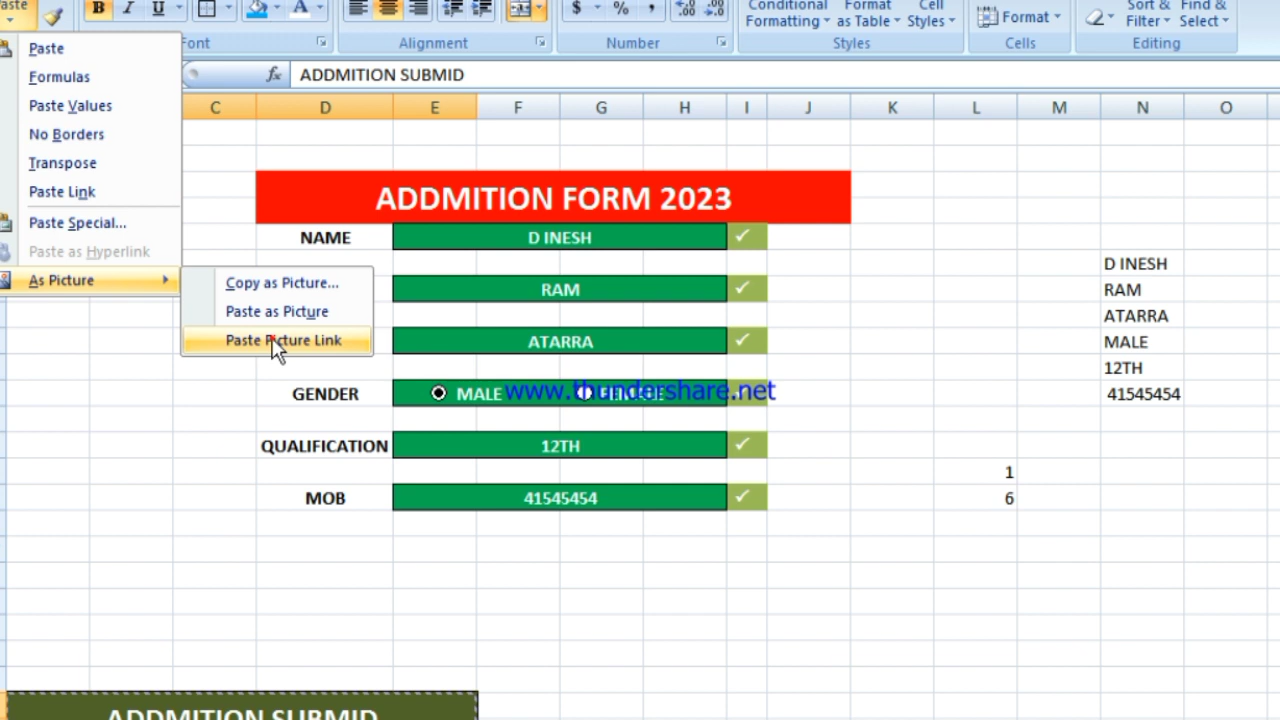 Paste
B I U
A
$ % ,
Conditional Formatting
Format as Table
Cell Styles
Format
Sort & Filter
Find & Select
Font
Alignment
Number
Styles
Cells
Editing
fx ADDMITION SUBMID
C D E F G H I J K L M N O
Paste
Formulas
Paste Values
No Borders
Transpose
Paste Link
Paste Special...
Paste as Hyperlink
As Picture
Copy as Picture...
Paste as Picture
Paste Picture Link
ADDMITION FORM 2023
NAME D INESH ✓
RAM ✓
ATARRA ✓
GENDER MALE FEMALE
www.thundershare.net
QUALIFICATION 12TH ✓
MOB 41545454 ✓
D INESH
RAM
ATARRA
MALE
12TH
41545454
1
6
ADDMITION SUBMID